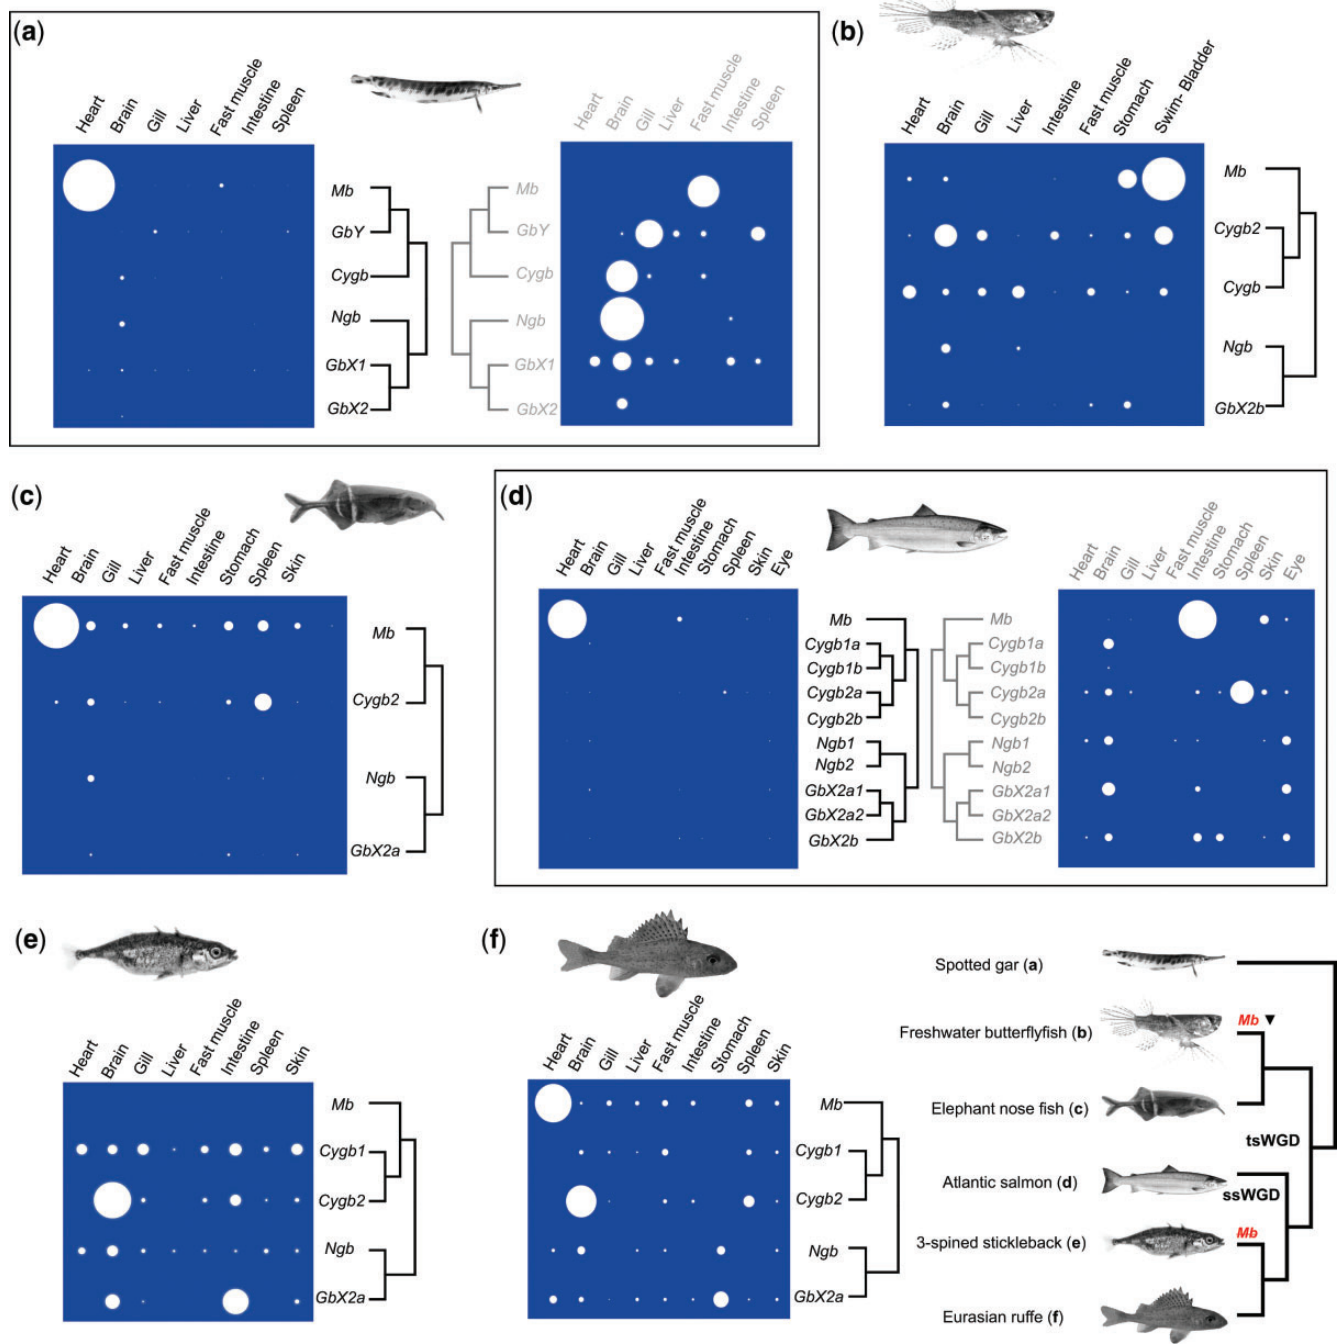 (a)
Heart
Brain
Gill
Liver
Fast muscle
Intestine
Spleen
Mb
GbY
Cygb
Ngb
GbX1
GbX2
Heart
Brain
Gill
Liver
Fast muscle
Intestine
Spleen
Mb
GbY
Cygb
Ngb
GbX1
GbX2
(b)
Heart
Brain
Gill
Liver
Intestine
Fast muscle
Stomach
Swim- Bladder
Mb
Cygb2
Cygb
Ngb
GbX2b
(c)
Heart
Brain
Gill
Liver
Fast muscle
Intestine
Stomach
Spleen
Skin
Mb
Cygb2
Ngb
GbX2a
(d)
Heart
Brain
Gill
Liver
Fast muscle
Intestine
Stomach
Spleen
Skin
Eye
Mb
Cygb1a
Cygb1b
Cygb2a
Cygb2b
Ngb1
Ngb2
GbX2a1
GbX2a2
GbX2b
Heart
Brain
Gill
Liver
Fast muscle
Intestine
Stomach
Spleen
Skin
Eye
Mb
Cygb1a
Cygb1b
Cygb2a
Cygb2b
Ngb1
Ngb2
GbX2a1
GbX2a2
GbX2b
(e)
Heart
Brain
Gill
Liver
Fast muscle
Intestine
Spleen
Skin
Mb
Cygb1
Cygb2
Ngb
GbX2a
(f)
Heart
Brain
Gill
Liver
Fast muscle
Intestine
Stomach
Spleen
Skin
Mb
Cygb1
Cygb2
Ngb
GbX2a
Spotted gar (a)
Freshwater butterflyfish (b)
Mb
Elephant nose fish (c)
tsWGD
Atlantic salmon (d)
ssWGD
3-spined stickleback (e)
Mb
Eurasian ruffe (f)